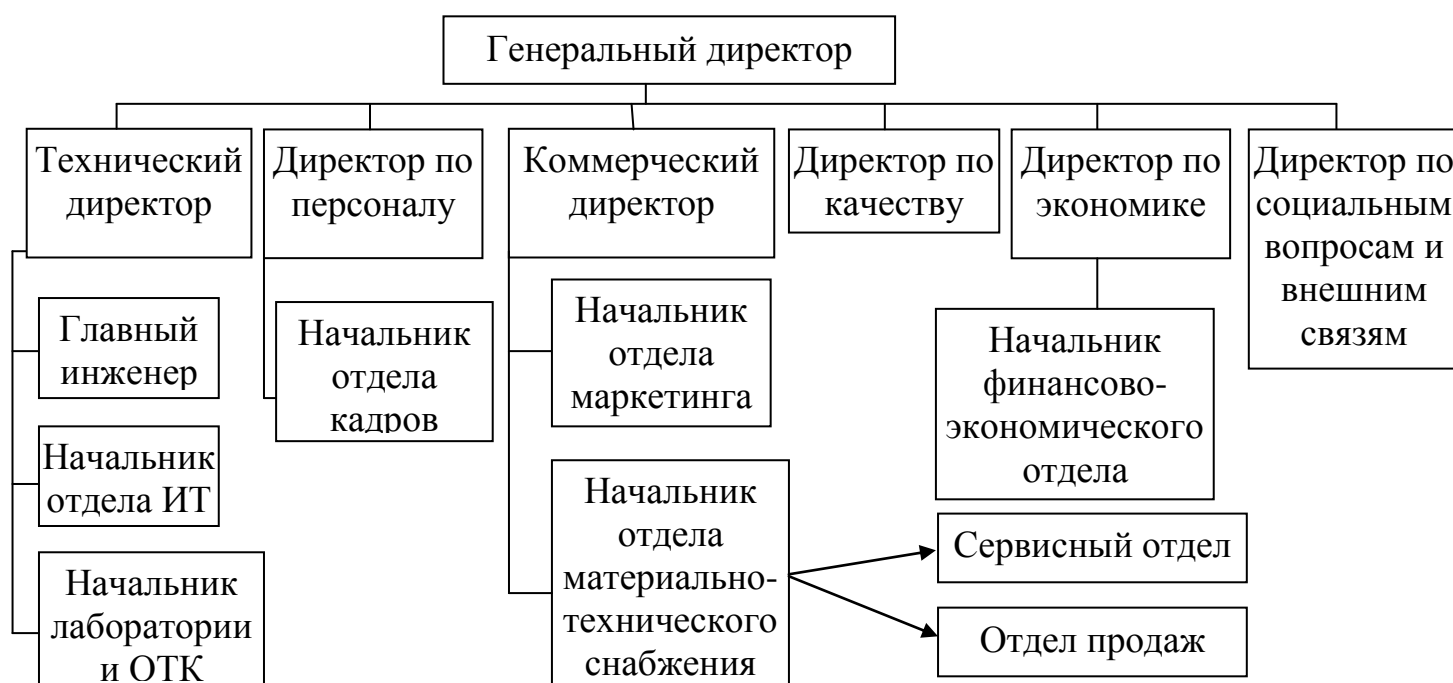 Генеральный директор
Технический
директор
Директор по
персоналу
Коммерческий
директор
Директор по
качеству
Директор по
экономике
Директор по
социальным
вопросам и
внешним
связям
Главный
инженер
Начальник
отдела
кадров
Начальник
отдела
маркетинга
Начальник
финансово-
экономического
отдела
Начальник
отдела ИТ
Начальник
отдела
материально-
технического
снабжения
Сервисный отдел
Начальник
лаборатории
и ОТК
Отдел продаж